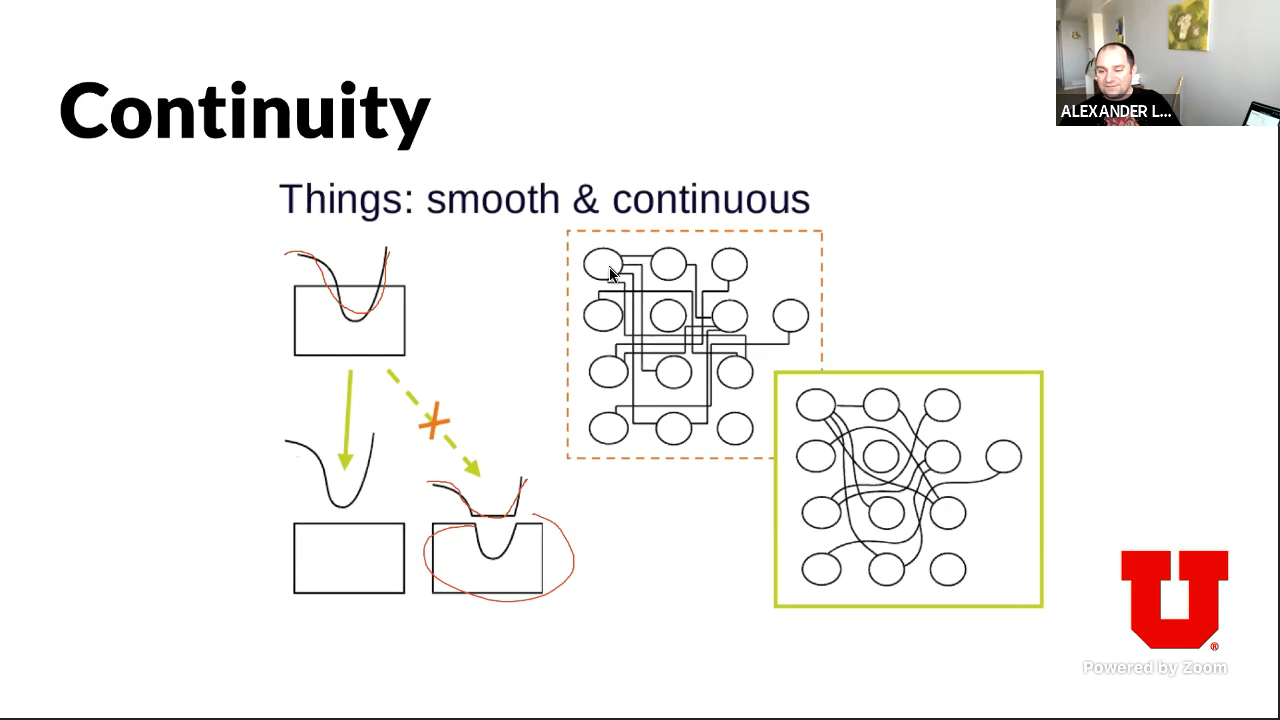 Continuity
ALEXANDER L...
Things: smooth & continuous
U
®
Powered by Zoom